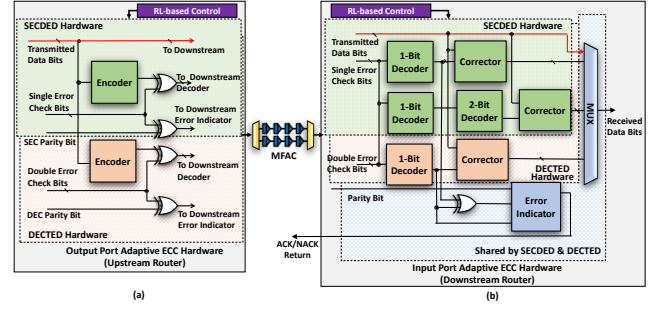 RL-based Control
SECDED Hardware
Transmitted
Data Bits
To Downstream
Encoder
To Downstream
Decoder
Single Error
Check Bits
To Downstream
Error Indicator
SEC Parity Bit
Encoder
To Downstream
Decoder
Double Error
Check Bits
DEC Parity Bit
To Downstream
Error Indicator
DECTED Hardware
Output Port Adaptive ECC Hardware
(Upstream Router)
(a)
MFAC
RL-based Control
SECDED Hardware
Transmitted
Data Bits
Single Error
Check Bits
1-Bit
Decoder
Corrector
1-Bit
Decoder
2-Bit
Decoder
Corrector
MUX
Received
Data Bits
Double Error
Check Bits
1-Bit
Decoder
Corrector
DECTED
Hardware
Parity Bit
Error
Indicator
ACK/NACK
Return
Shared by SECDED & DECTED
Input Port Adaptive ECC Hardware
(Downstream Router)
(b)